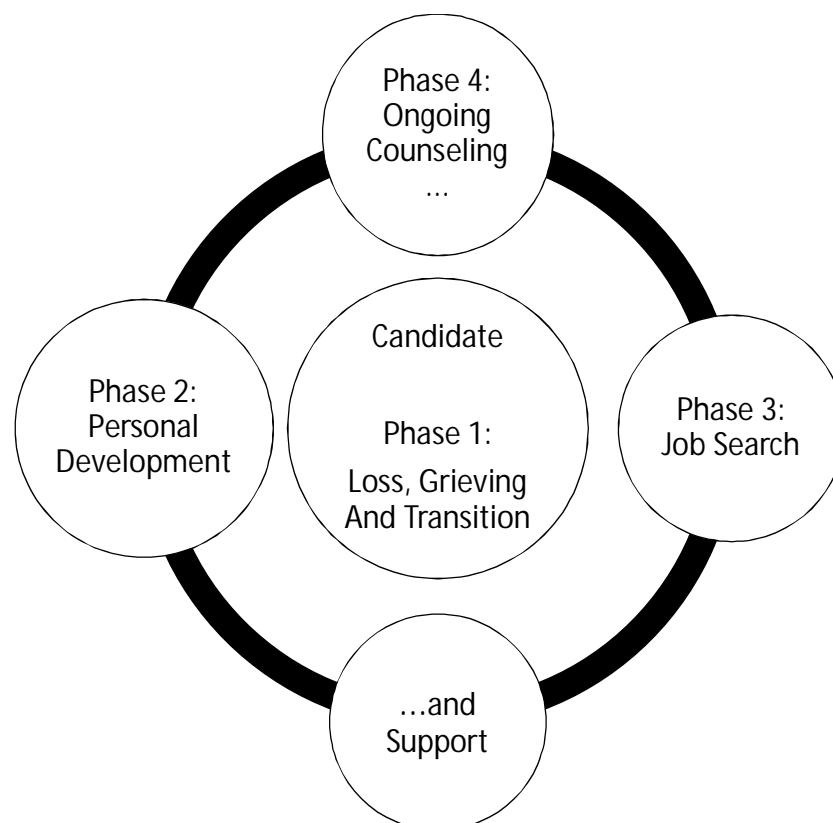 Phase 4:
Ongoing
Counseling
...
Candidate
Phase 1:
Loss, Grieving
And Transition
Phase 2:
Personal
Development
Phase 3:
Job Search
...and
Support